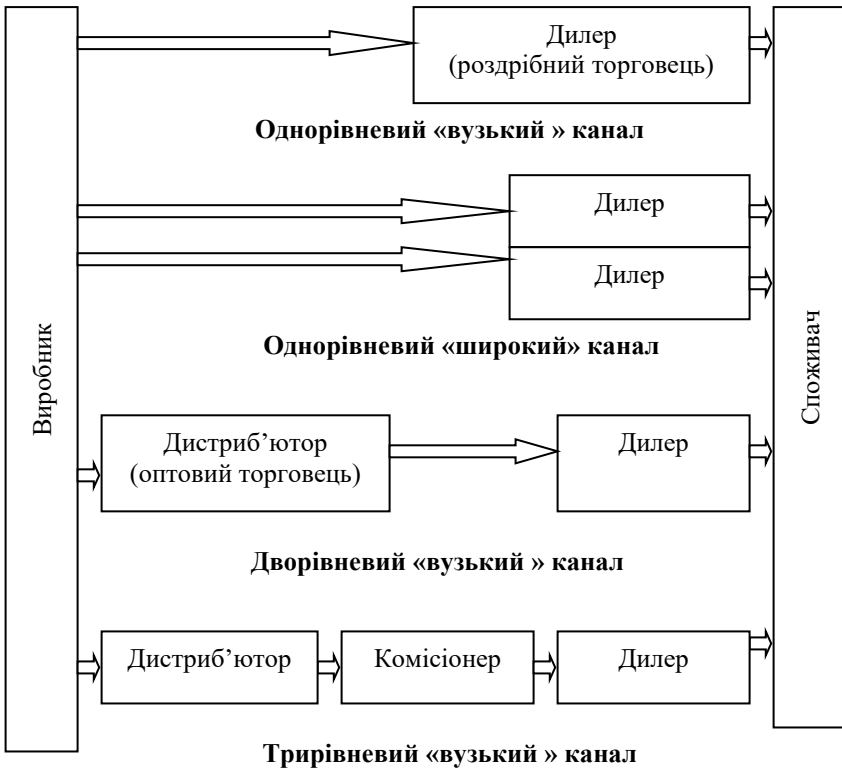 Виробник
Дилер
(роздрібний торговець)
Однорівневий «вузький » канал
Дилер
Дилер
Однорівневий «широкий» канал
Дистриб’ютор
(оптовий торговець)
Дилер
Дворівневий «вузький » канал
Дистриб’ютор
Комісіонер
Дилер
Трирівневий «вузький » канал
Споживач